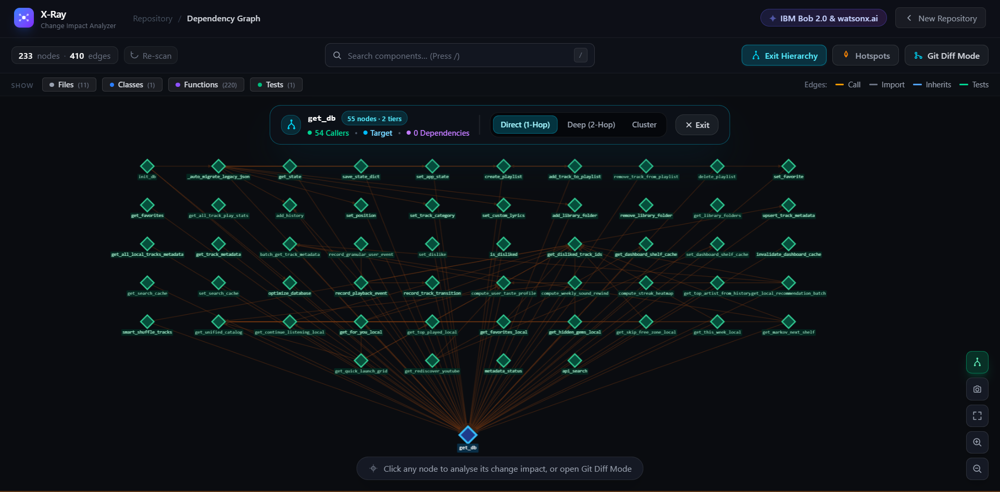 X-Ray
Change Impact Analyzer
Repository / Dependency Graph
IBM Bob 2.0 & watsonx.ai
New Repository
233 nodes · 410 edges
Re-scan
Search components... (Press /)
/
Exit Hierarchy
Hotspots
Git Diff Mode
SHOW
Files (11)
Classes (1)
Functions (220)
Tests (1)
Edges: Call Import Inherits Tests
get_db
55 nodes · 2 tiers
54 Callers • Target • 0 Dependencies
Direct (1-Hop)
Deep (2-Hop)
Cluster
× Exit
init_db _auto_migrate_legacy_json get_state save_state_dict set_app_state create_playlist add_track_to_playlist remove_track_from_playlist delete_playlist set_favorite
get_favorites get_all_track_play_stats add_history set_position set_track_category set_custom_lyrics add_library_folder remove_library_folder get_library_folders upsert_track_metadata
get_all_local_tracks_metadata get_track_metadata batch_get_track_metadata record_granular_user_event set_dislike is_disliked get_disliked_track_ids get_dashboard_shelf_cache set_dashboard_shelf_cache invalidate_dashboard_cache
get_search_cache set_search_cache optimize_database record_playback_event record_track_transition compute_user_taste_profile compute_weekly_sound_rewind compute_streak_heatmap get_top_artist_from_history get_local_recommendation_batch
smart_shuffle_tracks get_unified_catalog get_continue_listening_local get_for_you_local get_top_played_local get_favorites_local get_hidden_gems_local get_skip_free_zone_local get_this_week_local get_markov_next_shelf
get_quick_launch_grid get_rediscover_youtube metadata_status api_search
get_db
Click any node to analyse its change impact, or open Git Diff Mode